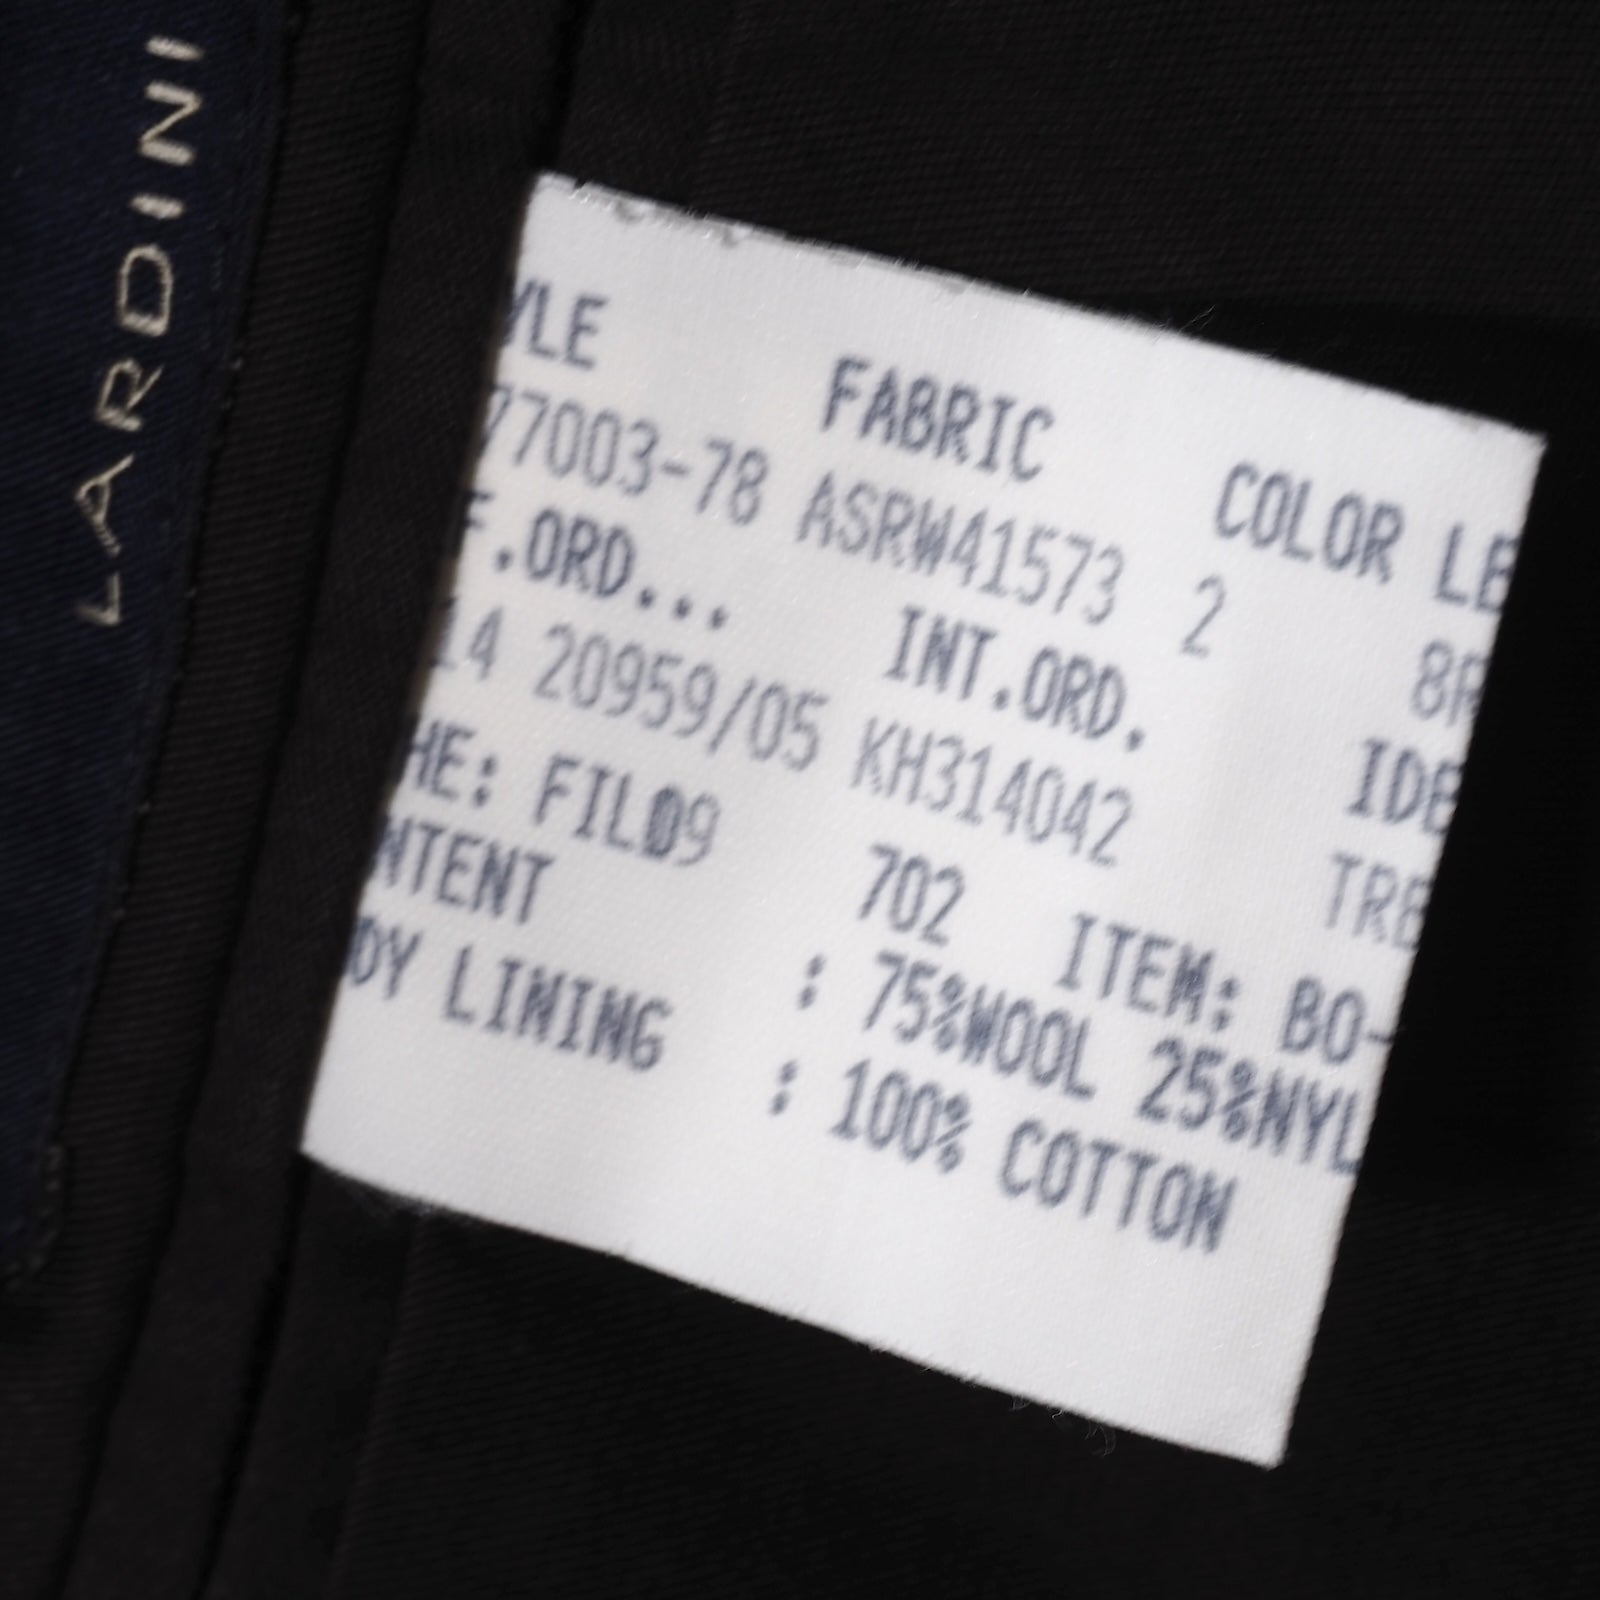 LARDINI
YLE FABRIC COLOR LE
77003-78 ASRW41573 2 8R
F.ORD... INT.ORD. IDE
14 20959/05 KH314042 TRE
HE: FIL09 702 ITEM: BO-
NTENT : 75%WOOL 25%NYL
DY LINING : 100% COTTON